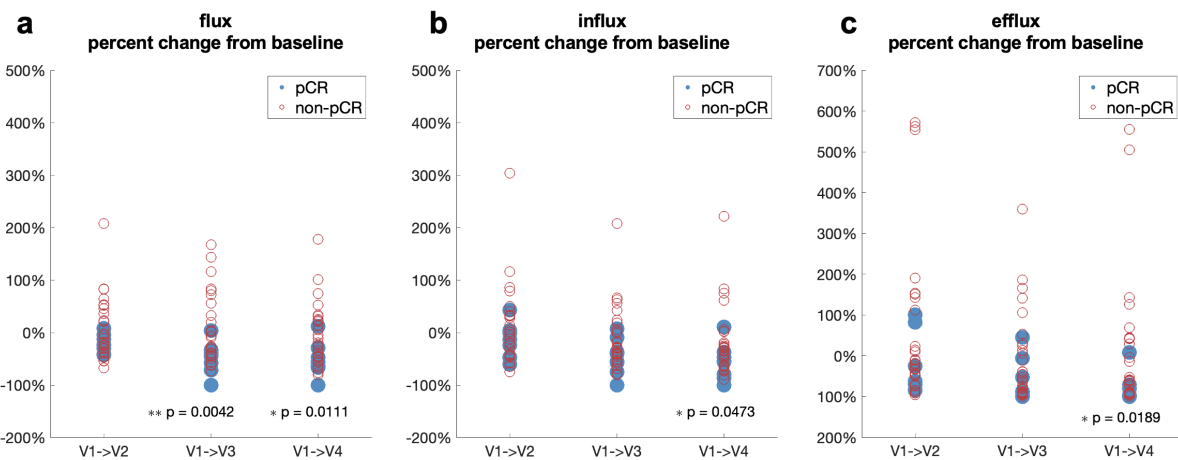 a
flux
percent change from baseline
500%
400%
300%
200%
100%
0%
-100%
-200%
pCR
non-pCR
** p = 0.0042
* p = 0.0111
V1->V2
V1->V3
V1->V4
b
influx
percent change from baseline
500%
400%
300%
200%
100%
0%
-100%
-200%
pCR
non-pCR
* p = 0.0473
V1->V2
V1->V3
V1->V4
c
efflux
percent change from baseline
700%
600%
500%
400%
300%
200%
100%
0%
100%
200%
pCR
non-pCR
* p = 0.0189
V1->V2
V1->V3
V1->V4